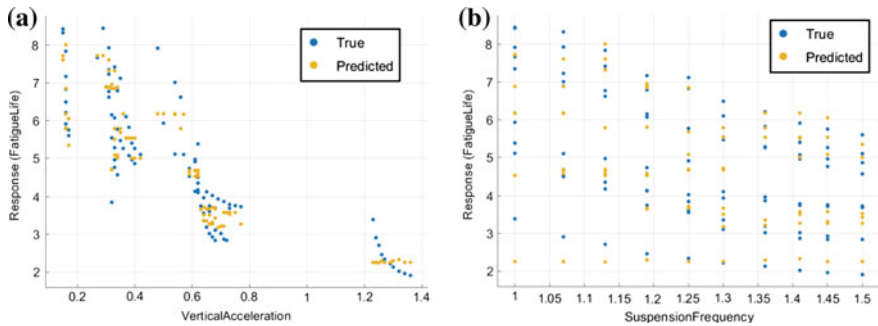 (a)
True
Predicted
Response (FatigueLife)
8
7
6
5
4
3
2
0.2 0.4 0.6 0.8 1 1.2 1.4
VerticalAcceleration
(b)
True
Predicted
Response (FatigueLife)
8
7
6
5
4
3
2
1 1.05 1.1 1.15 1.2 1.25 1.3 1.35 1.4 1.45 1.5
SuspensionFrequency